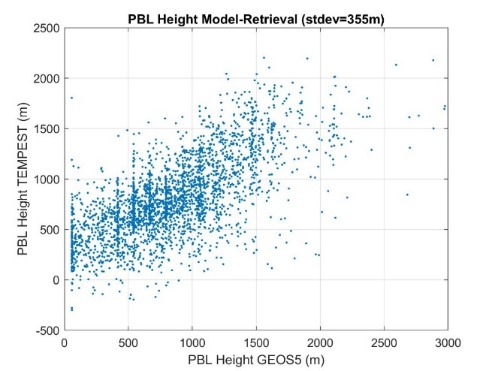 PBL Height Model-Retrieval (stdev=355m)
2500
2000
1500
1000
500
0
-500
PBL Height TEMPEST (m)
0 500 1000 1500 2000 2500 3000
PBL Height GEOS5 (m)